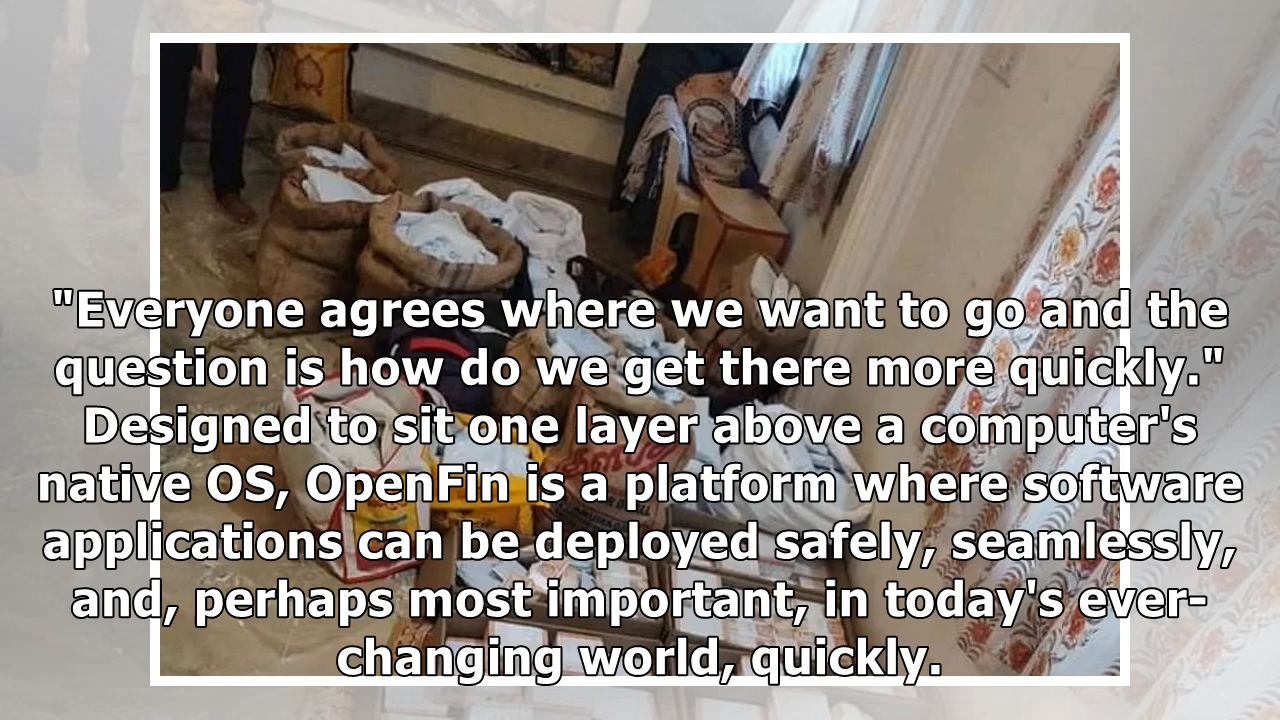 "Everyone agrees where we want to go and the
question is how do we get there more quickly."
Designed to sit one layer above a computer's
native OS, OpenFin is a platform where software
applications can be deployed safely, seamlessly,
and, perhaps most important, in today's ever-
changing world, quickly.